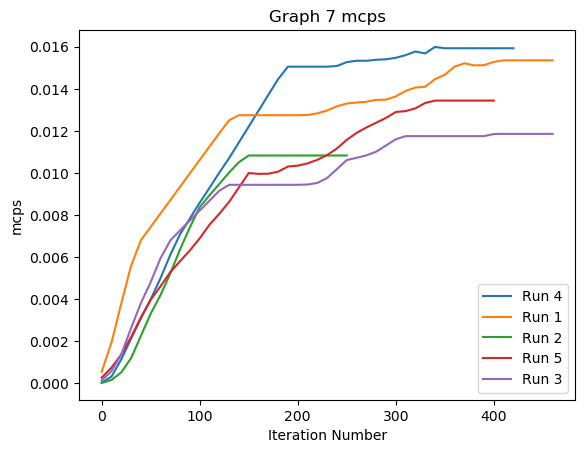 Graph 7 mcps
mcps
0.016
0.014
0.012
0.010
0.008
0.006
0.004
0.002
0.000
0
100
200
300
400
Iteration Number
Run 4
Run 1
Run 2
Run 5
Run 3